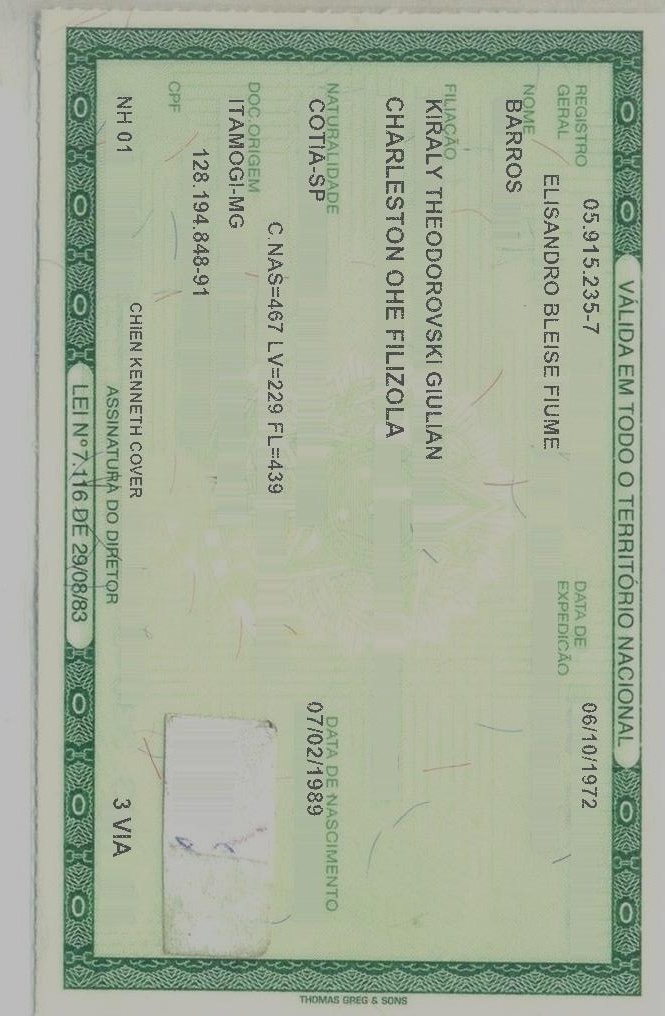 VÁLIDA EM TODO O TERRITÓRIO NACIONAL
REGISTRO GERAL 05.915.235-7 DATA DE EXPEDIÇÃO 06/10/1972
NOME ELISANDRO BLEISE FIUME
BARROS
FILIAÇÃO
KIRALY THEODOROVSKI GIULIAN
CHARLESTON OHE FILIZOLA
NATURALIDADE DATA DE NASCIMENTO
COTIA-SP 07/02/1989
C.NAS=467 LV=229 FL=439
DOC ORIGEM
ITAMOGI-MG
128.194.848-91
CPF
CHIEN KENNETH COVER
NH 01 ASSINATURA DO DIRETOR 3 VIA
LEI Nº 7.116 DE 29/08/83
THOMAS GREG & SONS